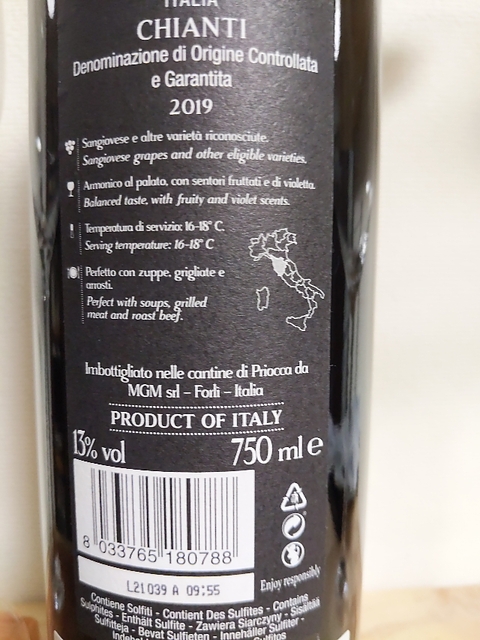 ITALIA
CHIANTI
Denominazione di Origine Controllata
e Garantita
2019
Sangiovese e altre varietà riconosciute.
Sangiovese grapes and other eligible varieties.
Armonico al palato, con sentori fruttati e di violetta.
Balanced taste, with fruity and violet scents.
Temperatura di servizio: 16-18° C.
Serving temperature: 16-18° C
Perfetto con zuppe, grigliate e
arrosti.
Perfect with soups, grilled
meat and roast beef.
Imbottigliato nelle cantine di Priocca da
MGM srl – Forlì – Italia
PRODUCT OF ITALY
13% vol 750 ml e
8 033765 180788
L21039 A 09:55
Enjoy responsibly
Contiene Solfiti - Contient Des Sulfites - Contains
Sulphites - Enthält Sulfite - Zawiera Siarczyny - Sisältää
Sulfiitteja - Bevat Sulfieten - Innehåller Sulfiter -